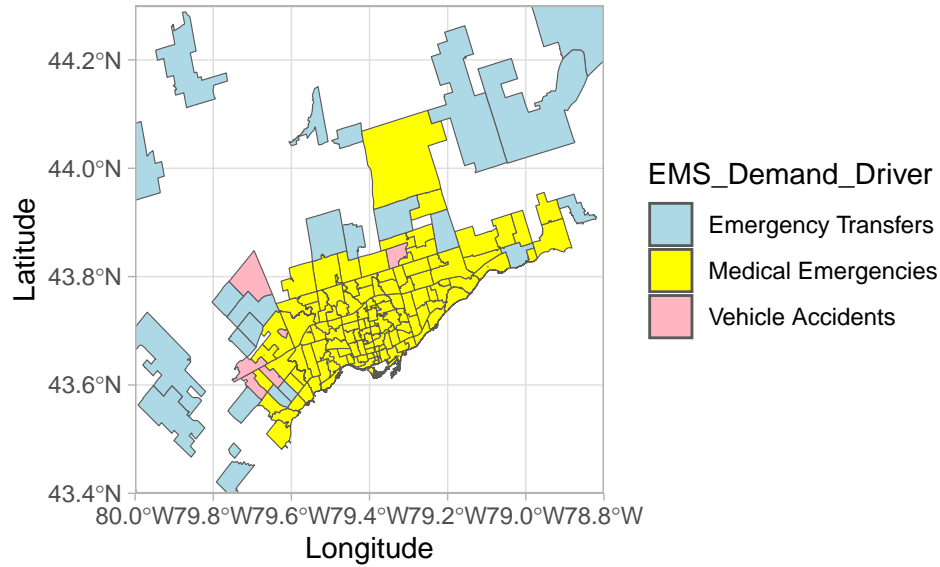 44.2°N
44.0°N
43.8°N
43.6°N
43.4°N
80.0°W79.8°W79.6°W79.4°W79.2°W79.0°W78.8°W
Longitude
Latitude
EMS_Demand_Driver
Emergency Transfers
Medical Emergencies
Vehicle Accidents